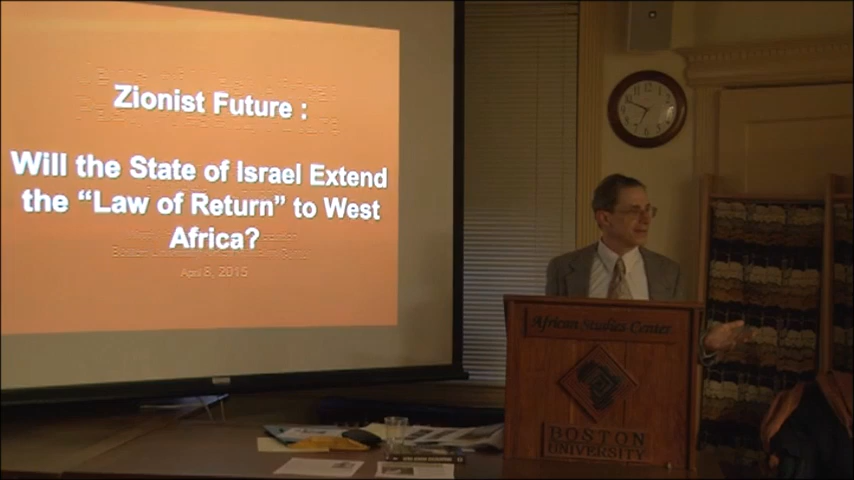 Zionist Future :
Will the State of Israel Extend
the “Law of Return” to West
Africa?
April 8, 2015
African Studies Center
BOSTON
UNIVERSITY